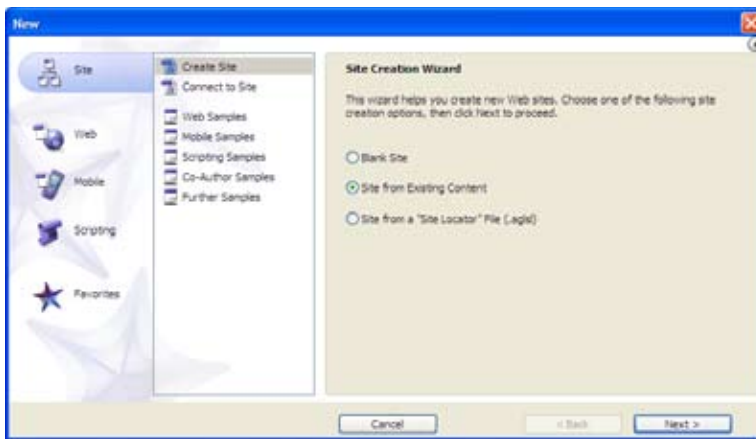 New
Site
Web
Mobile
Scripting
Favorites
Create Site
Connect to Site
Web Samples
Mobile Samples
Scripting Samples
Co-Author Samples
Further Samples
Site Creation Wizard
This wizard helps you create new Web sites. Choose one of the following site
creation options, then click Next to proceed.
Blank Site
Site from Existing Content
Site from a "Site Locator" File (.aglsl)
Cancel
< Back
Next >